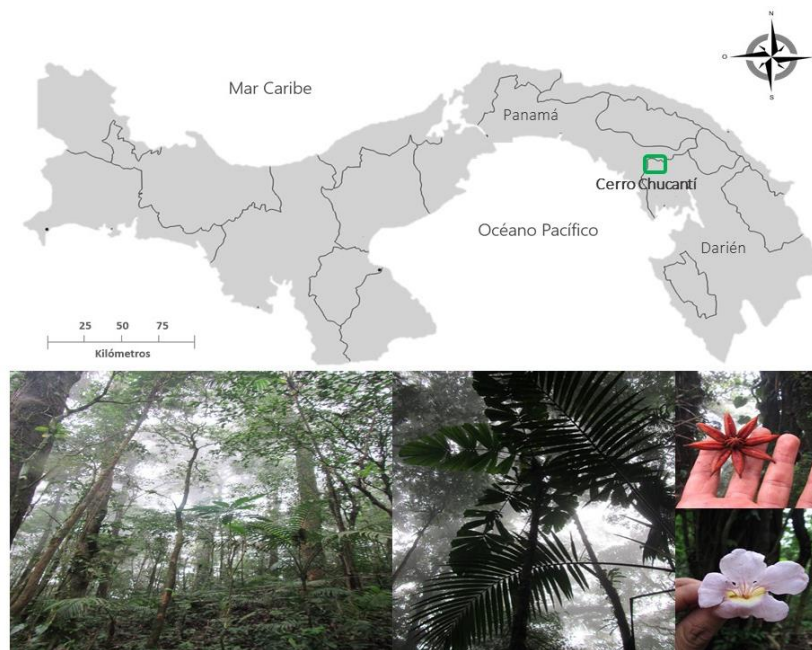 N
O
S
Mar Caribe
Panamá
Cerro Chucantí
Océano Pacífico
Darién
25 50 75
Kilómetros